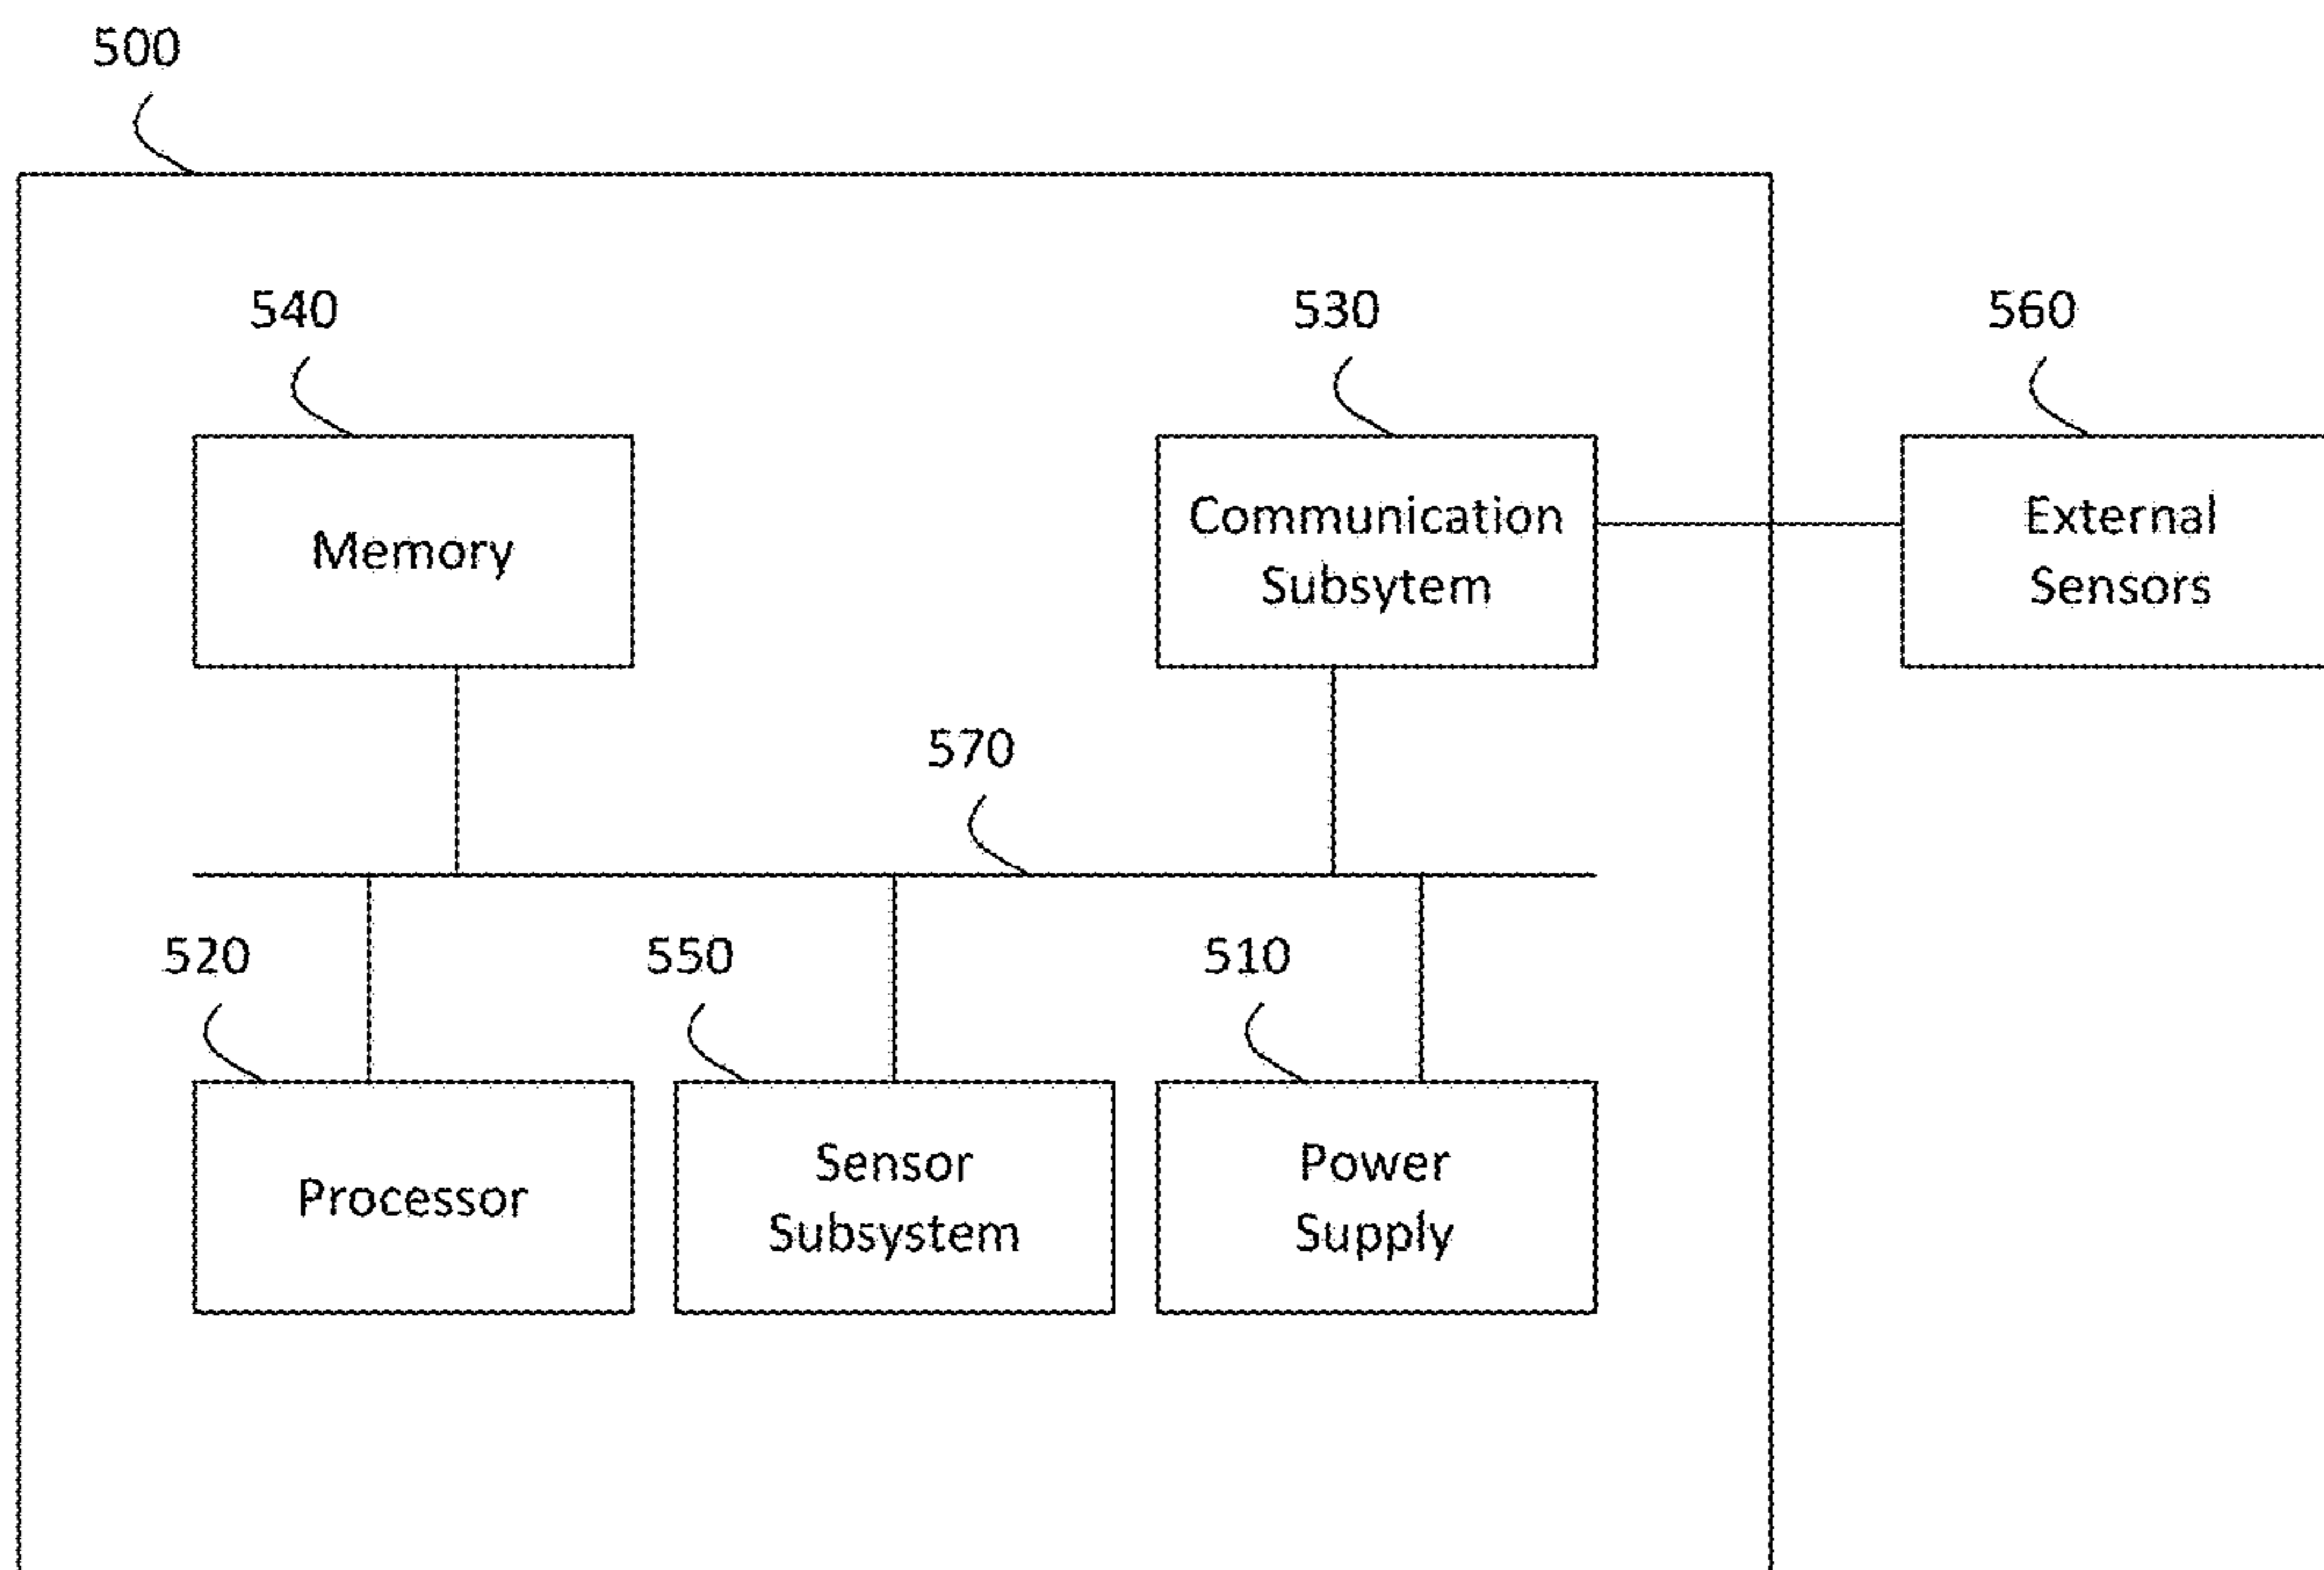 500
540
530
560
Memory
Communication
Subsytem
External
Sensors
570
520
550
510
Processor
Sensor
Subsystem
Power
Supply